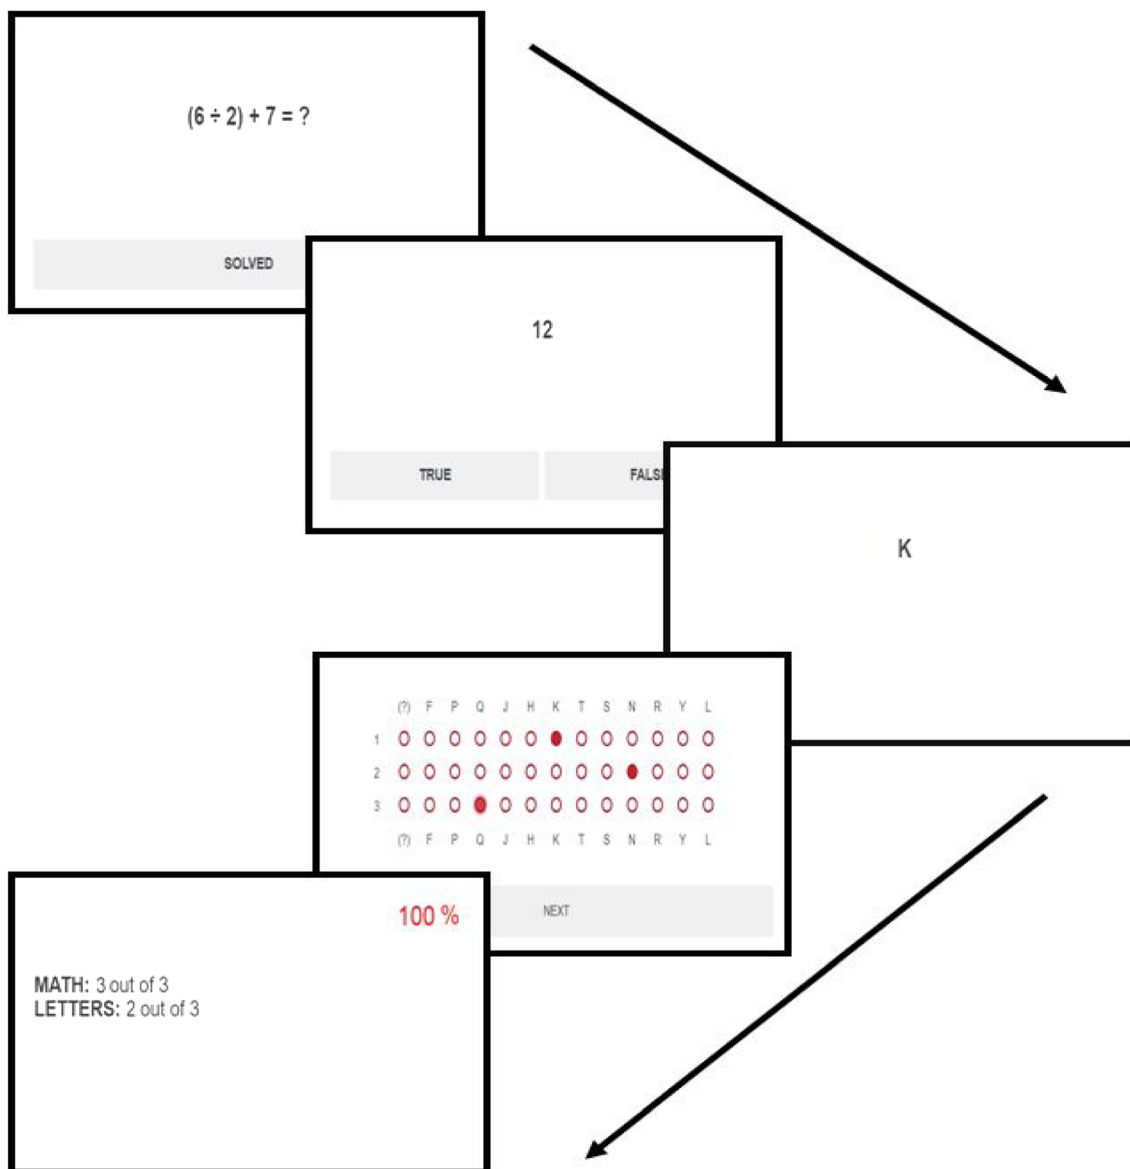 (6 ÷ 2) + 7 = ?
SOLVED
12
TRUE FALS
K
(?) F P Q J H K T S N R Y L
1
2
3
(?) F P Q J H K T S N R Y L
NEXT
100 %
MATH: 3 out of 3
LETTERS: 2 out of 3